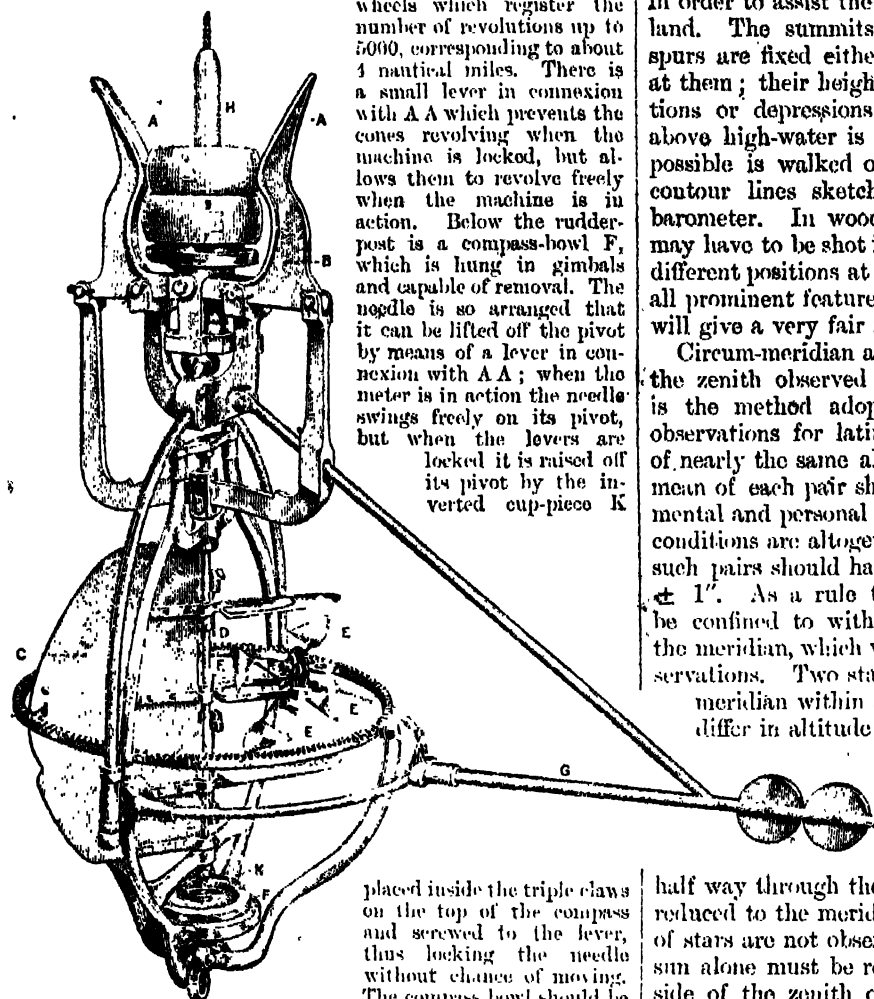 wheels which register the
number of revolutions up to
5000, corresponding to about
4 nautical miles. There is
a small lever in connexion
with A A which prevents the
cones revolving when the
machine is locked, but al-
lows them to revolve freely
when the machine is in
action. Below the rudder-
post is a compass-bowl F,
which is hung in gimbals
and capable of removal. The
needle is so arranged that
it can be lifted off the pivot
by means of a lever in con-
nexion with A A ; when the
meter is in action the needle
swings freely on its pivot,
but when the levers are
locked it is raised off
its pivot by the in-
verted cup-piece K
placed inside the triple claws
on the top of the compass
and screwed to the lever,
thus locking the needle
without chance of moving.
The compass bowl should be
In order to assist the
land. The summits
spurs are fixed eithe
at them ; their heigh
tions or depressions
above high-water is
possible is walked o
contour lines sketch
barometer. In wood
may have to be shot i
different positions at
all prominent feature
will give a very fair
Circum-meridian a
the zenith observed
is the method adop
observations for lati
of nearly the same al
mean of each pair sh
mental and personal
conditions are altoge
such pairs should ha
± 1″. As a rule t
be confined to with
the meridian, which v
servations. Two sta
meridian within
differ in altitude
half way through the
reduced to the merid
of stars are not obse
sun alone must be re
side of the zenith o
A
H
A
B
C
D
E
E
E
E
G
K
F